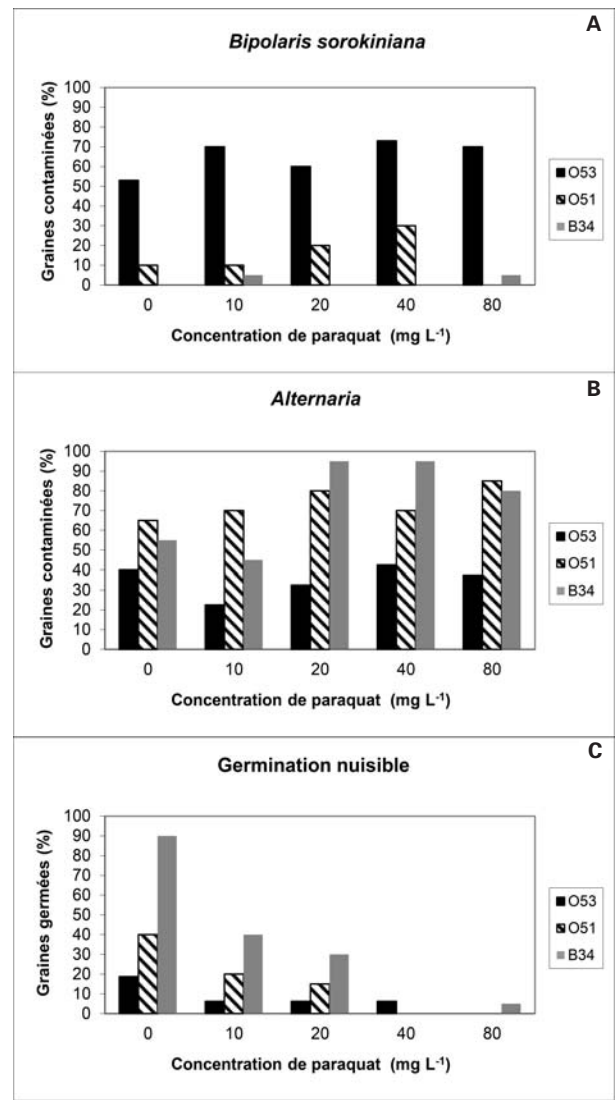 A
Bipolaris sorokiniana
Graines contaminées (%)
100
90
80
70
60
50
40
30
20
10
0
0 10 20 40 80
Concentration de paraquat (mg L-1)
O53
O51
B34
B
Alternaria
Graines contaminées (%)
100
90
80
70
60
50
40
30
20
10
0
0 10 20 40 80
Concentration de paraquat (mg L-1)
O53
O51
B34
C
Germination nuisible
Graines germées (%)
100
90
80
70
60
50
40
30
20
10
0
0 10 20 40 80
Concentration de paraquat (mg L-1)
O53
O51
B34